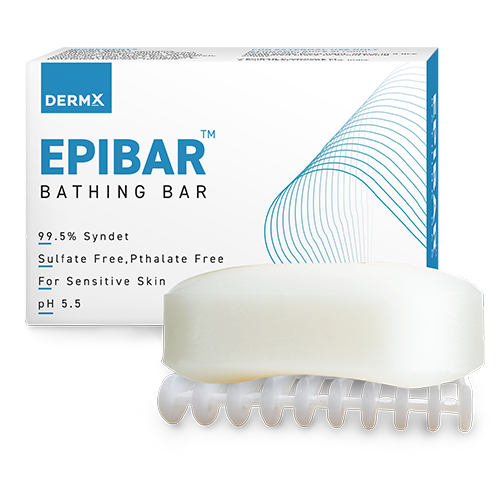 DERMX
EPIBAR™
BATHING BAR
99.5% Syndet
Sulfate Free,Pthalate Free
For Sensitive Skin
pH 5.5